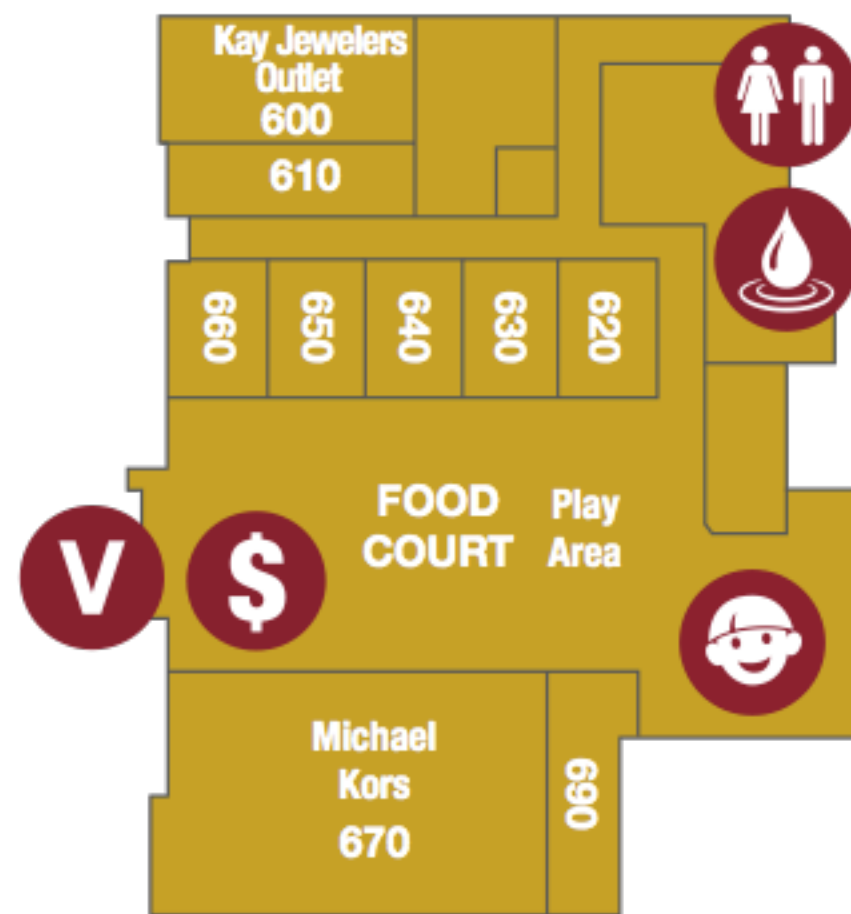 Kay Jewelers
Outlet
600
610
660
650
640
630
620
FOOD
COURT
Play
Area
V
$
Michael
Kors
670
690